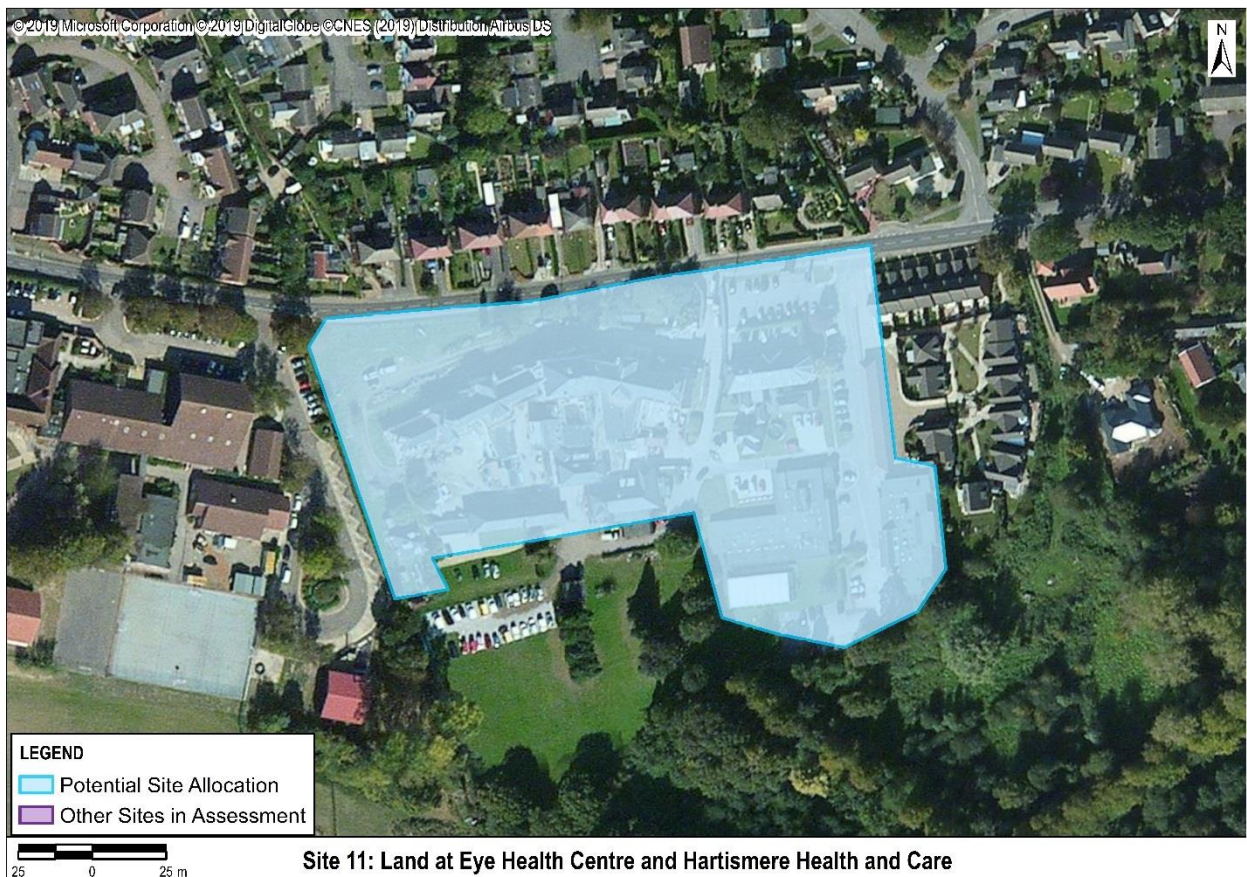 © 2019 Microsoft Corporation © 2019 DigitalGlobe ©CNES (2019) Distribution Airbus DS
N
LEGEND
Potential Site Allocation
Other Sites in Assessment
25 0 25 m
Site 11: Land at Eye Health Centre and Hartismere Health and Care